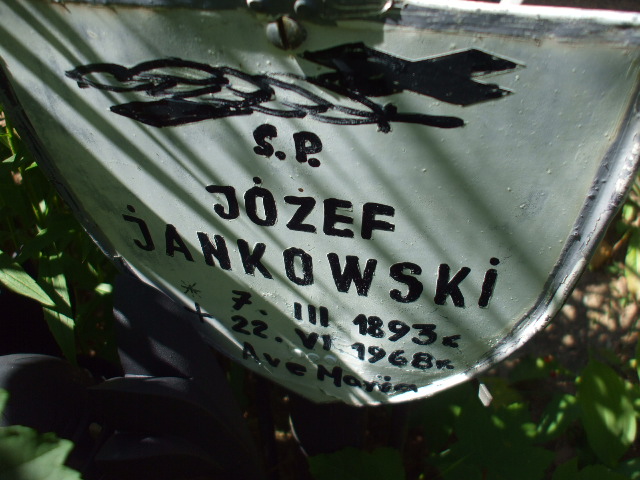 Ś.P.
JÓZEF
JANKOWSKI
* 7. III 1893 r.
+ 22. VI 1968 r.
Ave Maria